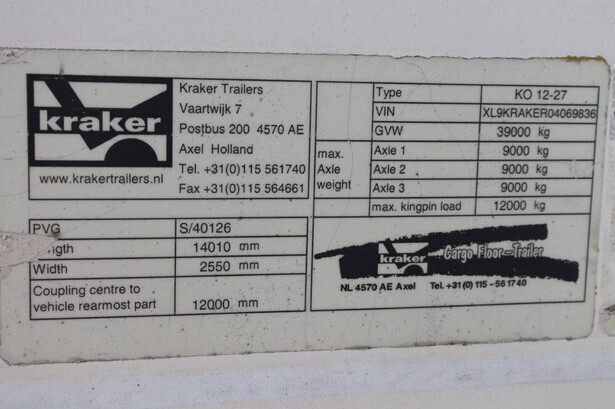 kraker
www.krakertrailers.nl
Kraker Trailers
Vaartwijk 7
Postbus 200 4570 AE
Axel Holland
Tel. +31(0)115 561740
Fax +31(0)115 564661
Type KO 12-27
VIN XL9KRAKER04069836
GVW 39000 kg
max. Axle weight
Axle 1 9000 kg
Axle 2 9000 kg
Axle 3 9000 kg
max. kingpin load 12000 kg
PVG S/40126
ngth 14010 mm
Width 2550 mm
Coupling centre to
vehicle rearmost part 12000 mm
kraker Cargo Floor-Trailer
NL 4570 AE Axel Tel. +31(0) 115 - 561740